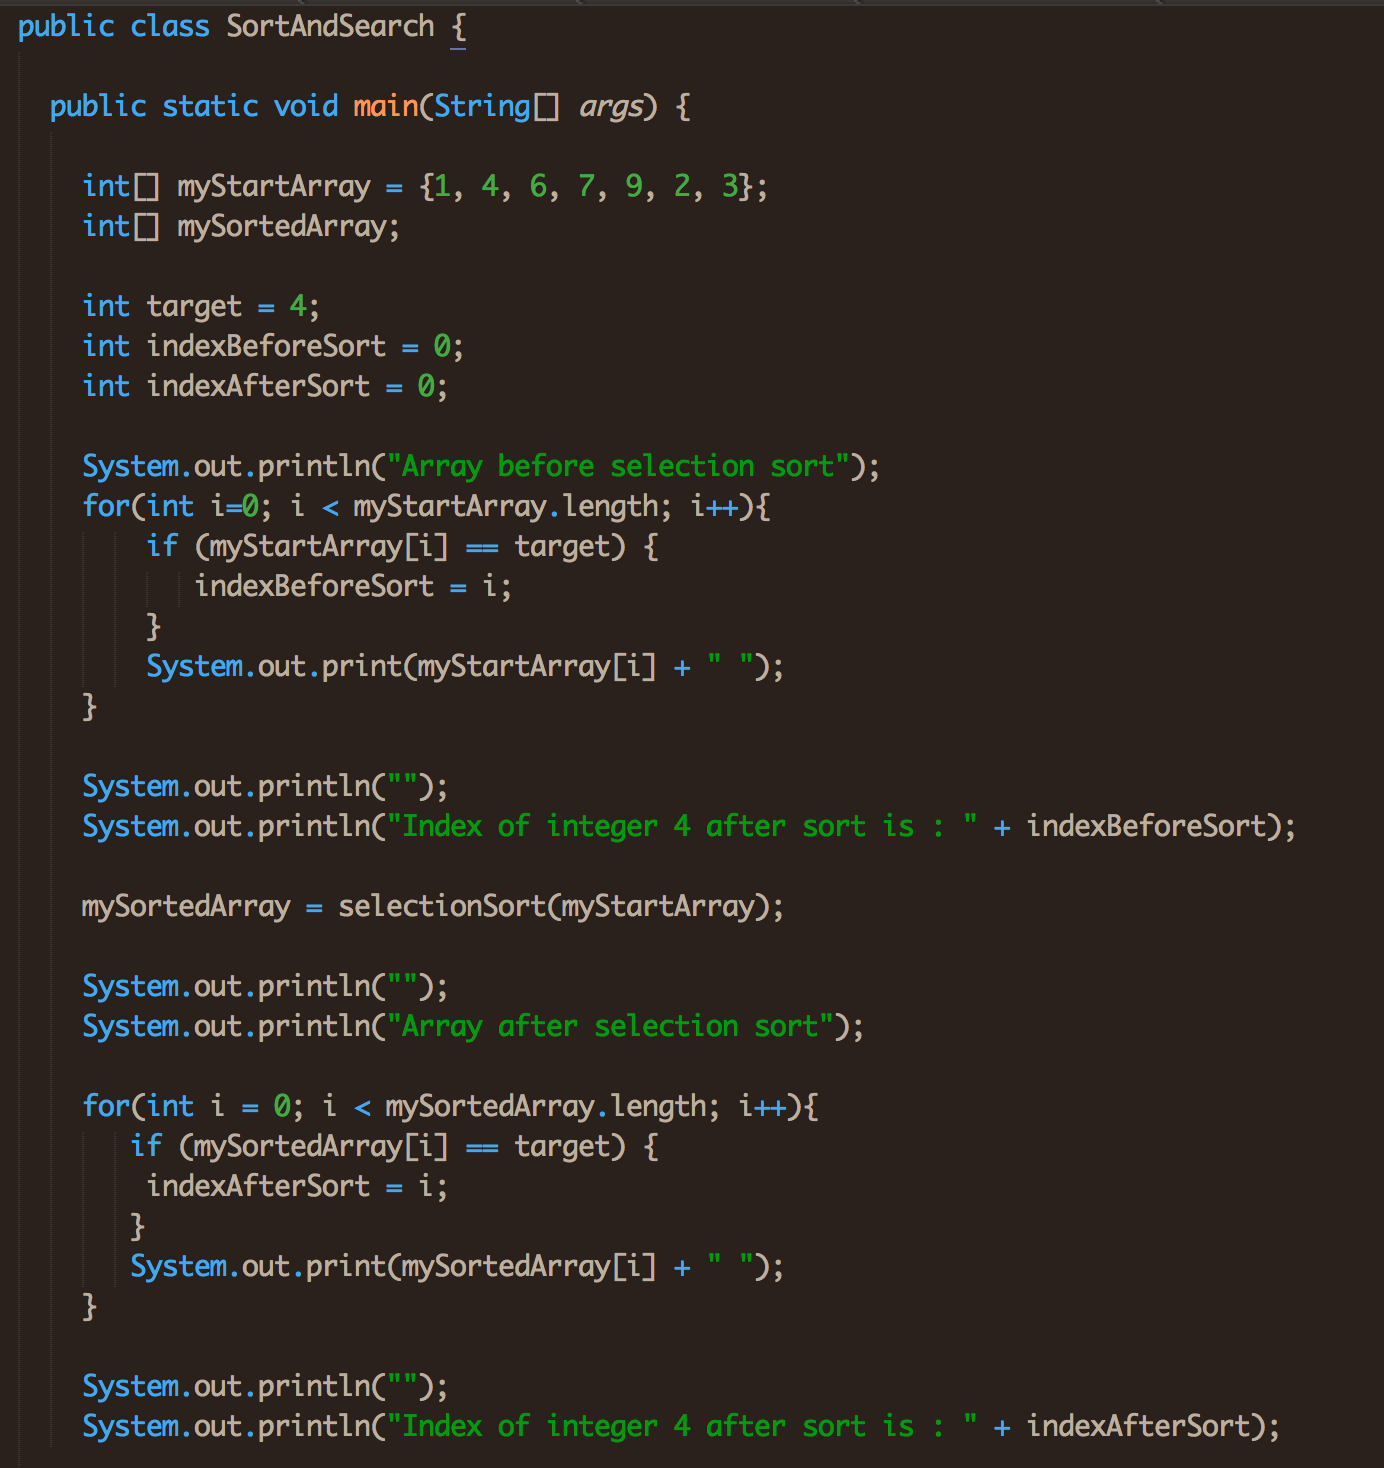 public class SortAndSearch {
public static void main(String[] args) {
int[] myStartArray = {1, 4, 6, 7, 9, 2, 3};
int[] mySortedArray;
int target = 4;
int indexBeforeSort = 0;
int indexAfterSort = 0;
System.out.println("Array before selection sort");
for(int i=0; i < myStartArray.length; i++){
if (myStartArray[i] == target) {
indexBeforeSort = i;
}
System.out.print(myStartArray[i] + " ");
}
System.out.println("");
System.out.println("Index of integer 4 after sort is : " + indexBeforeSort);
mySortedArray = selectionSort(myStartArray);
System.out.println("");
System.out.println("Array after selection sort");
for(int i = 0; i < mySortedArray.length; i++){
if (mySortedArray[i] == target) {
indexAfterSort = i;
}
System.out.print(mySortedArray[i] + " ");
}
System.out.println("");
System.out.println("Index of integer 4 after sort is : " + indexAfterSort);